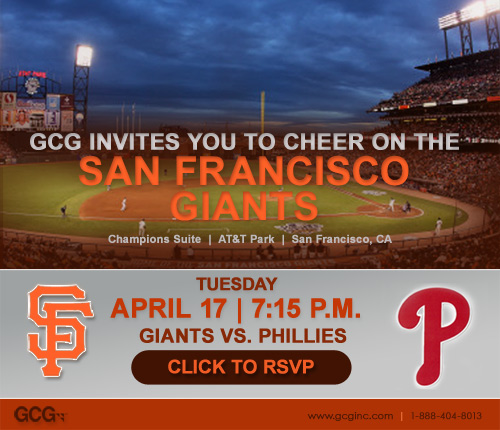 GCG INVITES YOU TO CHEER ON THE
SAN FRANCISCO
GIANTS
Champions Suite | AT&T Park | San Francisco, CA
TUESDAY
APRIL 17 | 7:15 P.M.
GIANTS VS. PHILLIES
CLICK TO RSVP
SF
P
GCG
www.gcginc.com | 1-888-404-8013